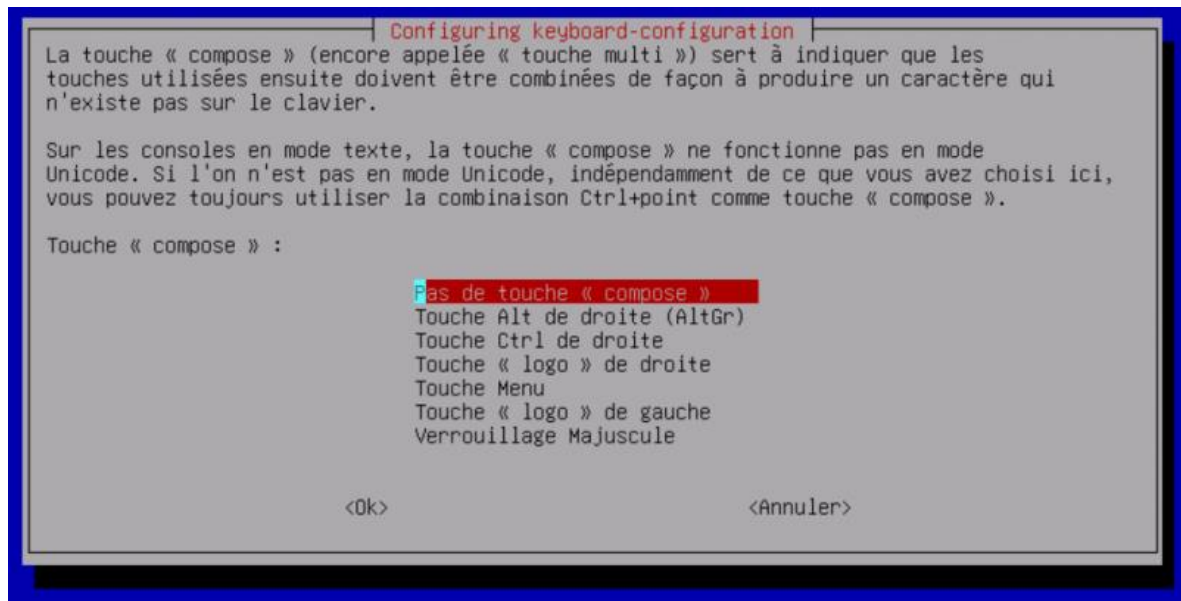 Configuring keyboard-configuration
La touche « compose » (encore appelée « touche multi ») sert à indiquer que les
touches utilisées ensuite doivent être combinées de façon à produire un caractère qui
n'existe pas sur le clavier.
Sur les consoles en mode texte, la touche « compose » ne fonctionne pas en mode
Unicode. Si l'on n'est pas en mode Unicode, indépendamment de ce que vous avez choisi ici,
vous pouvez toujours utiliser la combinaison Ctrl+point comme touche « compose ».
Touche « compose » :
Pas de touche « compose »
Touche Alt de droite (AltGr)
Touche Ctrl de droite
Touche « logo » de droite
Touche Menu
Touche « logo » de gauche
Verrouillage Majuscule
<Ok> <Annuler>